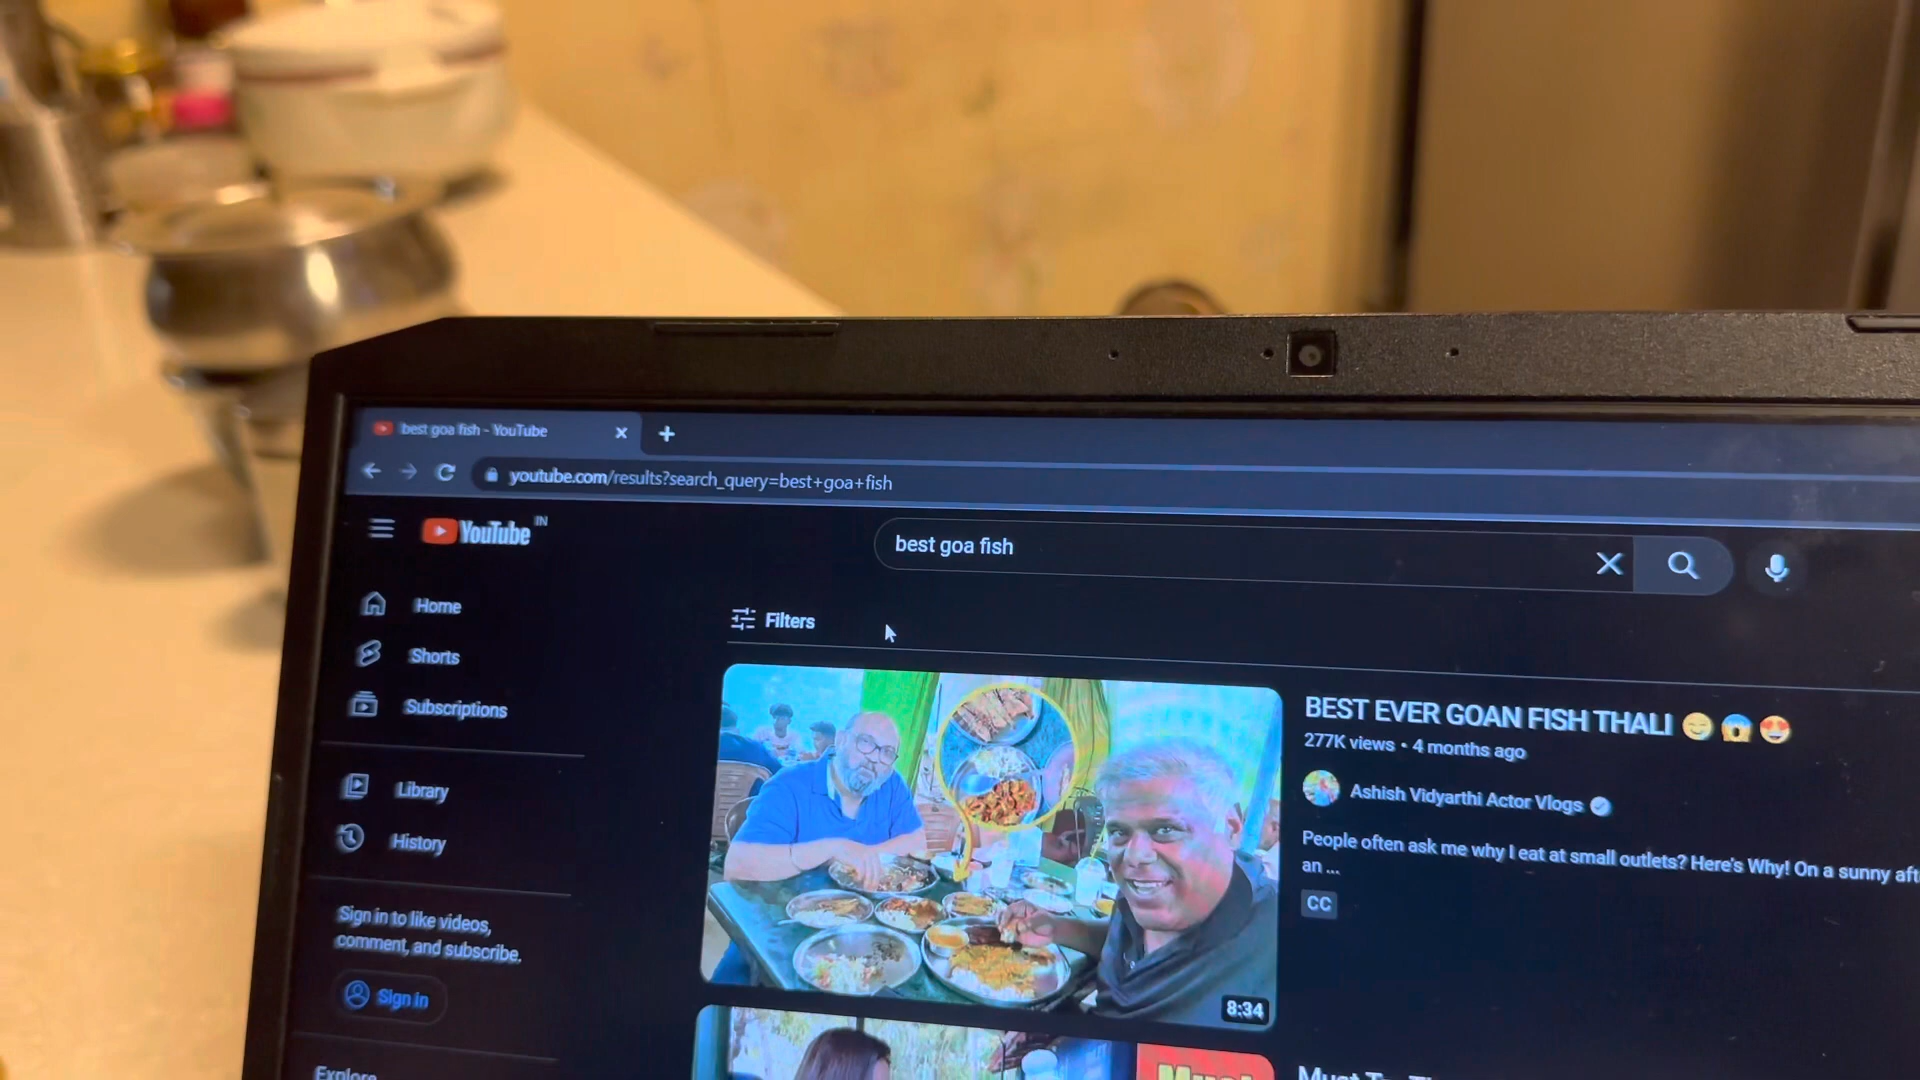 best goa fish - YouTube
youtube.com/results?search_query=best+goa+fish
YouTube IN
best goa fish
Home
Filters
Shorts
Subscriptions
BEST EVER GOAN FISH THALI 😊😱😍
277K views • 4 months ago
Library
Ashish Vidyarthi Actor Vlogs
History
People often ask me why I eat at small outlets? Here's Why! On a sunny aft
an ...
CC
Sign in to like videos,
comment, and subscribe.
Sign in
8:34
Explore
Must